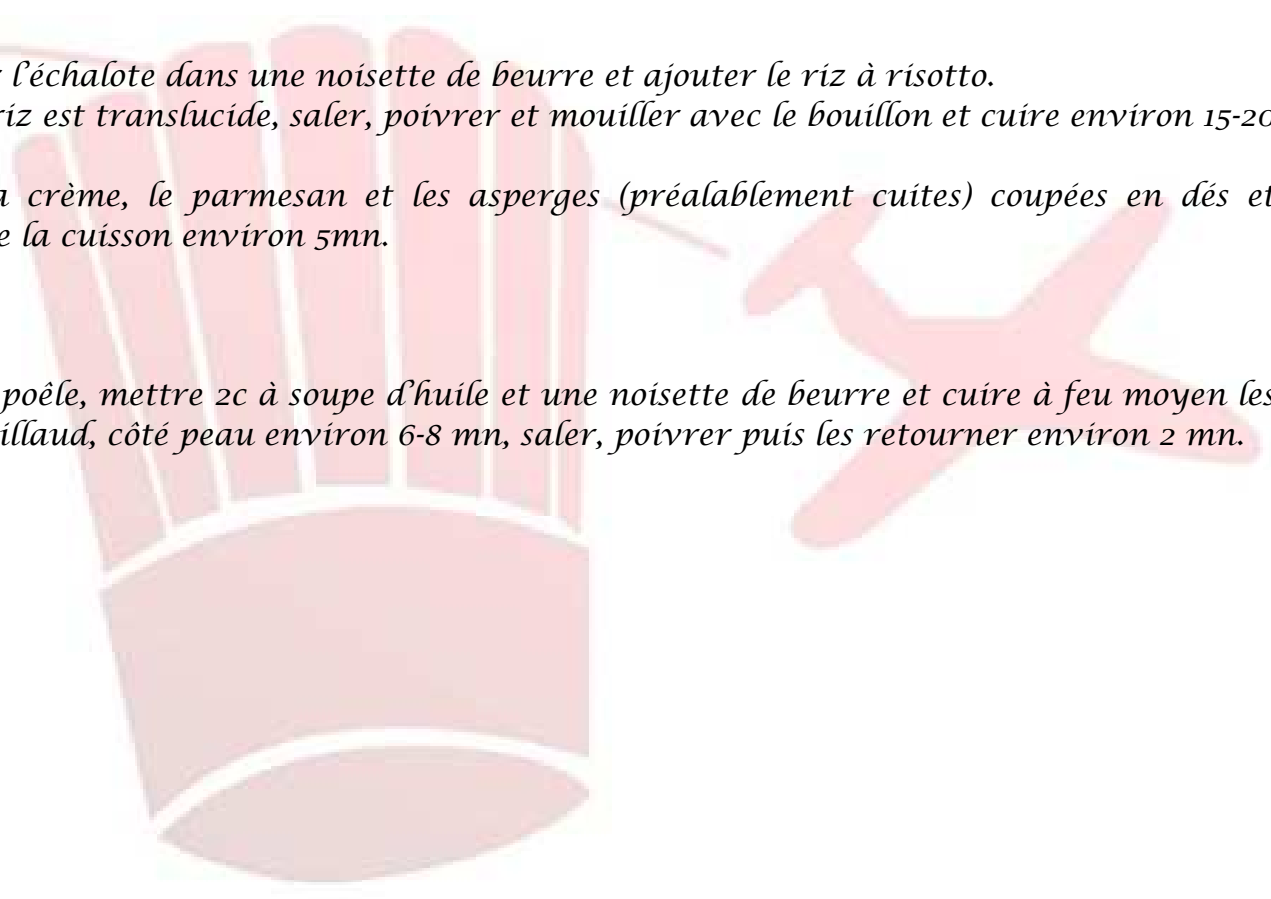 l’échalote dans une noisette de beurre et ajouter le riz à risotto.
riz est translucide, saler, poivrer et mouiller avec le bouillon et cuire environ 15-20
crème, le parmesan et les asperges (préalablement cuites) coupées en dés et
la cuisson environ 5mn.
poêle, mettre 2c à soupe d’huile et une noisette de beurre et cuire à feu moyen les
illaud, côté peau environ 6-8 mn, saler, poivrer puis les retourner environ 2 mn.